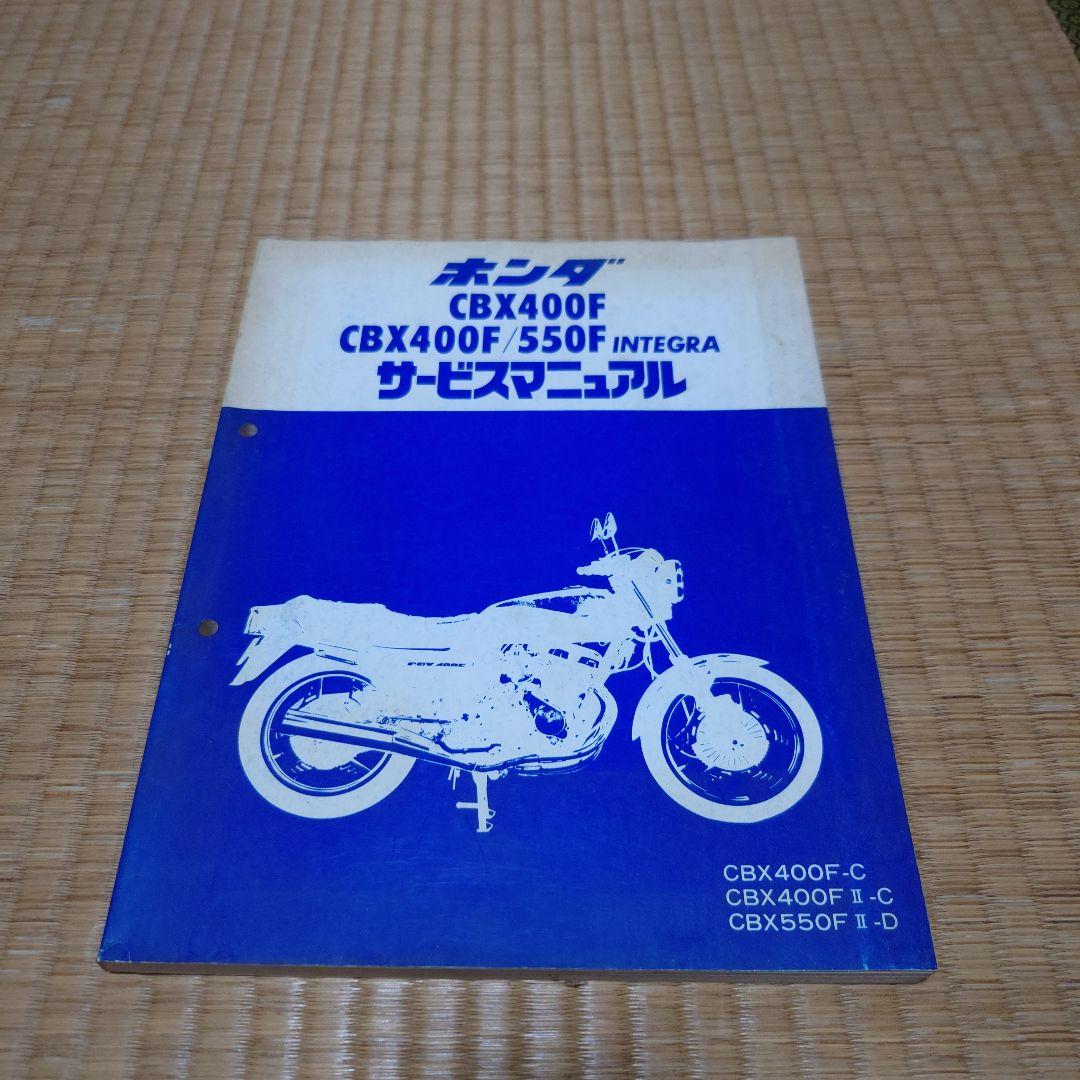 ホンダ
CBX400F
CBX400F/550F INTEGRA
サービスマニュアル
CBX400F
CBX400F-C
CBX400F II-C
CBX550F II-D